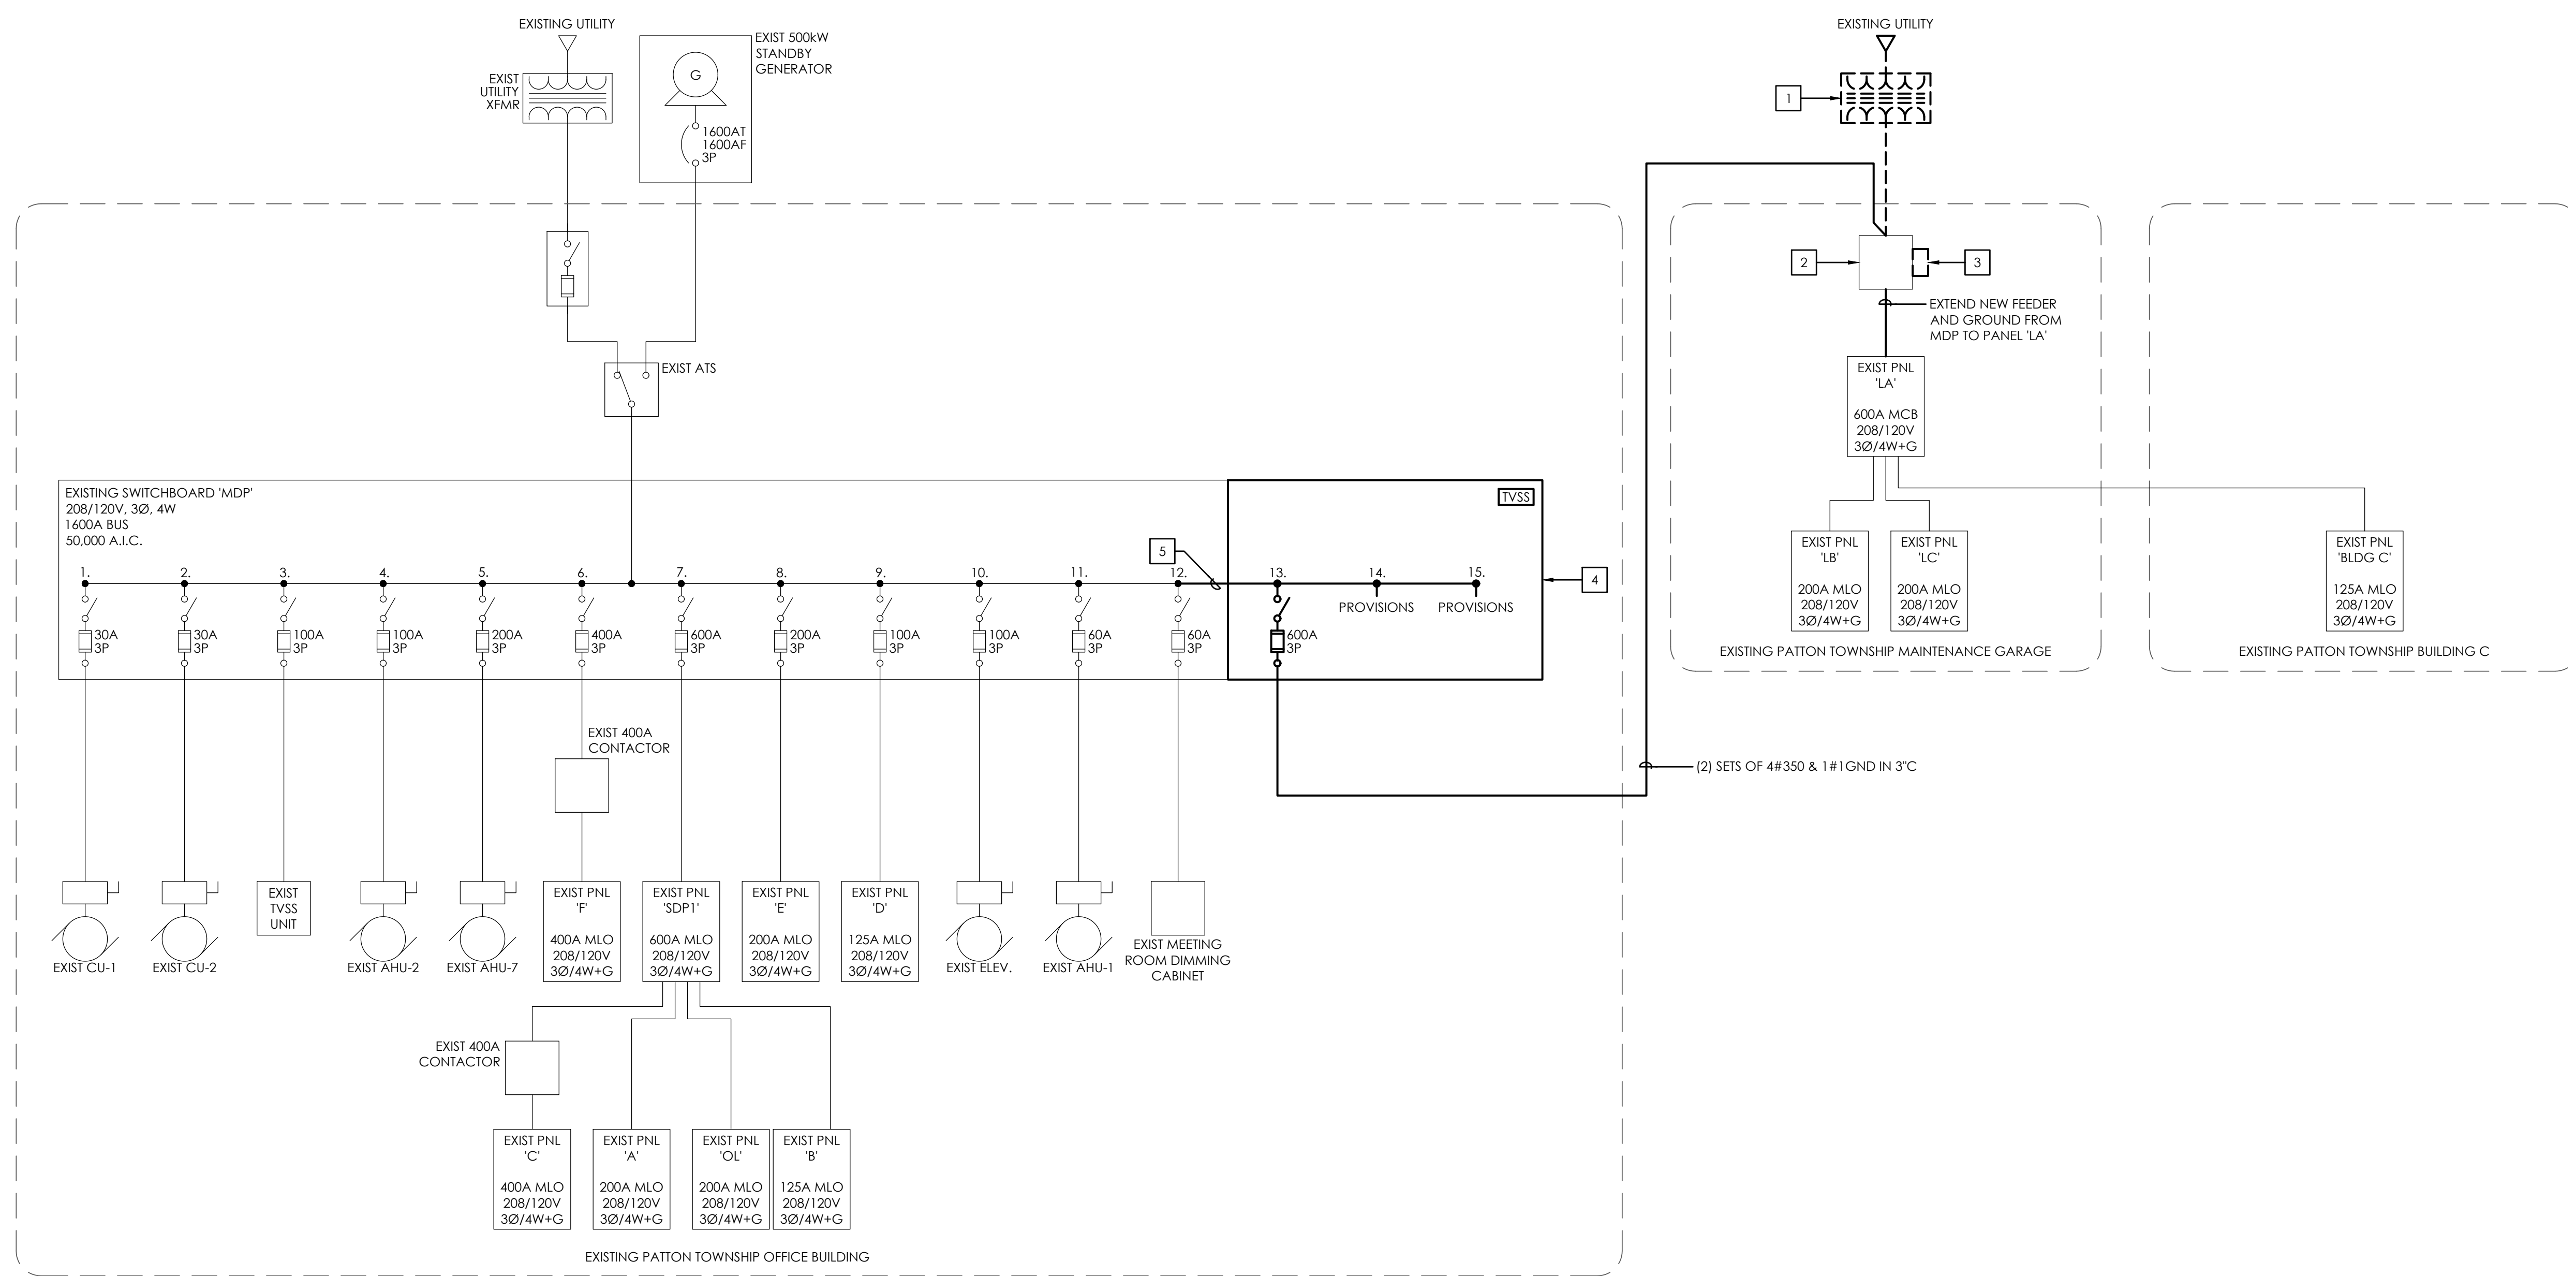 EXISTING UTILITY
EXIST
UTILITY
XFMR
EXIST 500kW
STANDBY
GENERATOR
G
1600AT
1600AF
3P
EXISTING UTILITY
1
2
3
EXTEND NEW FEEDER
AND GROUND FROM
MDP TO PANEL 'LA'
EXIST ATS
EXIST PNL
'LA'
600A MCB
208/120V
3Ø/4W+G
EXISTING SWITCHBOARD 'MDP'
208/120V, 3Ø, 4W
1600A BUS
50,000 A.I.C.
TVSS
5
4
1.
2.
3.
4.
5.
6.
7.
8.
9.
10.
11.
12.
13.
14.
15.
PROVISIONS
PROVISIONS
30A
3P
30A
3P
100A
3P
100A
3P
200A
3P
400A
3P
600A
3P
200A
3P
100A
3P
100A
3P
60A
3P
60A
3P
600A
3P
EXIST PNL
'LB'
200A MLO
208/120V
3Ø/4W+G
EXIST PNL
'LC'
200A MLO
208/120V
3Ø/4W+G
EXISTING PATTON TOWNSHIP MAINTENANCE GARAGE
EXIST PNL
'BLDG C'
125A MLO
208/120V
3Ø/4W+G
EXISTING PATTON TOWNSHIP BUILDING C
EXIST 400A
CONTACTOR
(2) SETS OF 4#350 & 1#1GND IN 3"C
EXIST CU-1
EXIST CU-2
EXIST
TVSS
UNIT
EXIST AHU-2
EXIST AHU-7
EXIST PNL
'F'
400A MLO
208/120V
3Ø/4W+G
EXIST PNL
'SDP1'
600A MLO
208/120V
3Ø/4W+G
EXIST PNL
'E'
200A MLO
208/120V
3Ø/4W+G
EXIST PNL
'D'
125A MLO
208/120V
3Ø/4W+G
EXIST ELEV.
EXIST AHU-1
EXIST MEETING
ROOM DIMMING
CABINET
EXIST 400A
CONTACTOR
EXIST PNL
'C'
400A MLO
208/120V
3Ø/4W+G
EXIST PNL
'A'
200A MLO
208/120V
3Ø/4W+G
EXIST PNL
'OL'
200A MLO
208/120V
3Ø/4W+G
EXIST PNL
'B'
125A MLO
208/120V
3Ø/4W+G
EXISTING PATTON TOWNSHIP OFFICE BUILDING